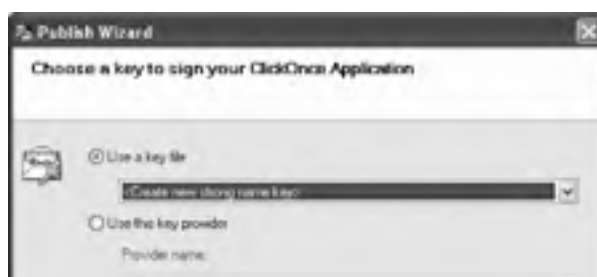 Publish Wizard
Choose a key to sign your ClickOnce Application
Use a key file
<Create new strong name key>
Use this key provider
Provider name: